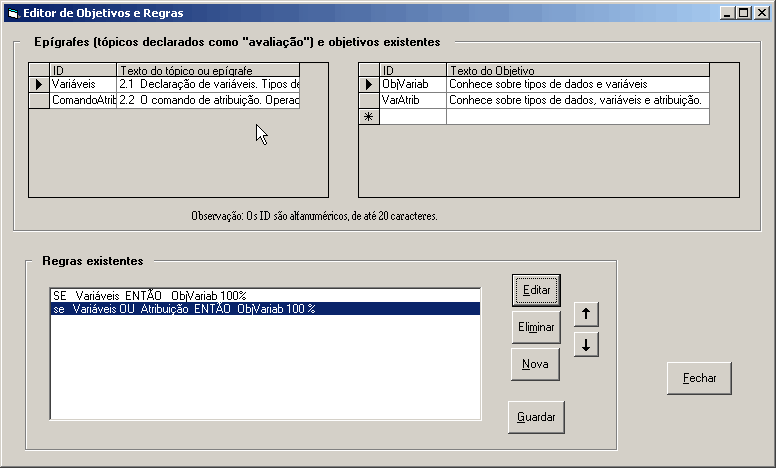 Editor de Objetivos e Regras
Epígrafes (tópicos declarados como "avaliação") e objetivos existentes
ID Texto do tópico ou epígrafe
Variáveis 2.1 Declaração de variáveis. Tipos de
ComandoAtrib 2.2 O comando de atribuição. Operac
ID Texto do Objetivo
ObjVariab Conhece sobre tipos de dados e variáveis
VarAtrib Conhece sobre tipos de dados, variáveis e atribuição.
*
Observação: Os ID são alfanuméricos, de até 20 caracteres.
Regras existentes
SE Variáveis ENTÃO ObjVariab 100%
se Variáveis OU Atribuição ENTÃO ObjVariab 100 %
Editar
Eliminar
Nova
Guardar
Fechar